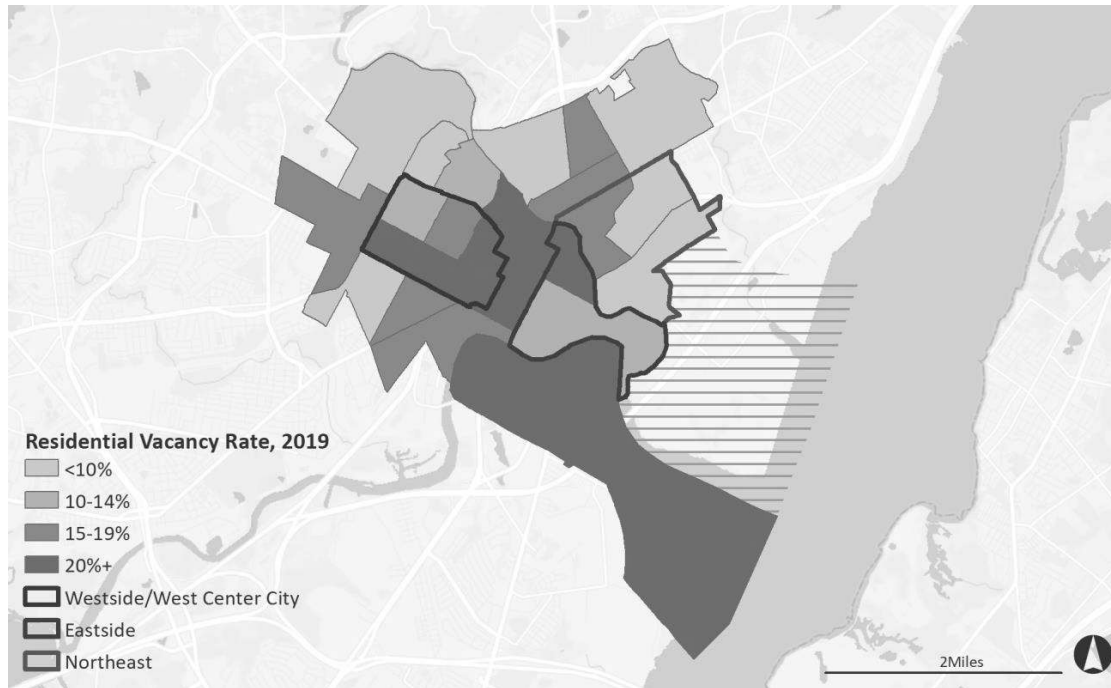 Residential Vacancy Rate, 2019
<10%
10-14%
15-19%
20%+
Westside/West Center City
Eastside
Northeast
2Miles